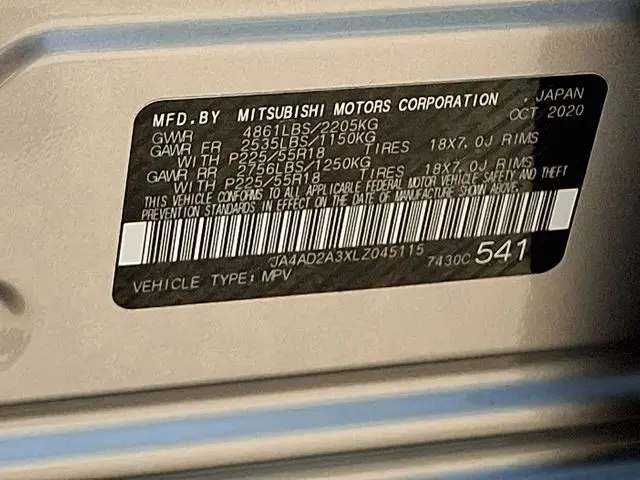 MFD.BY MITSUBISHI MOTORS CORPORATION , JAPAN
GWVR 4861LBS/2205KG OCT 2020
GAWR FR 2535LBS/1150KG
WITH P225/55R18 TIRES 18X7.0J RIMS
GAWR RR 2756LBS/1250KG
WITH P225/55R18 TIRES 18X7.0J RIMS
THIS VEHICLE CONFORMS TO ALL APPLICABLE FEDERAL MOTOR VEHICLE SAFETY AND THEFT
PREVENTION STANDARDS IN EFFECT ON THE DATE OF MANUFACTURE SHOWN ABOVE.
JA4AD2A3XLZ045115
VEHICLE TYPE: MPV 7430C 541